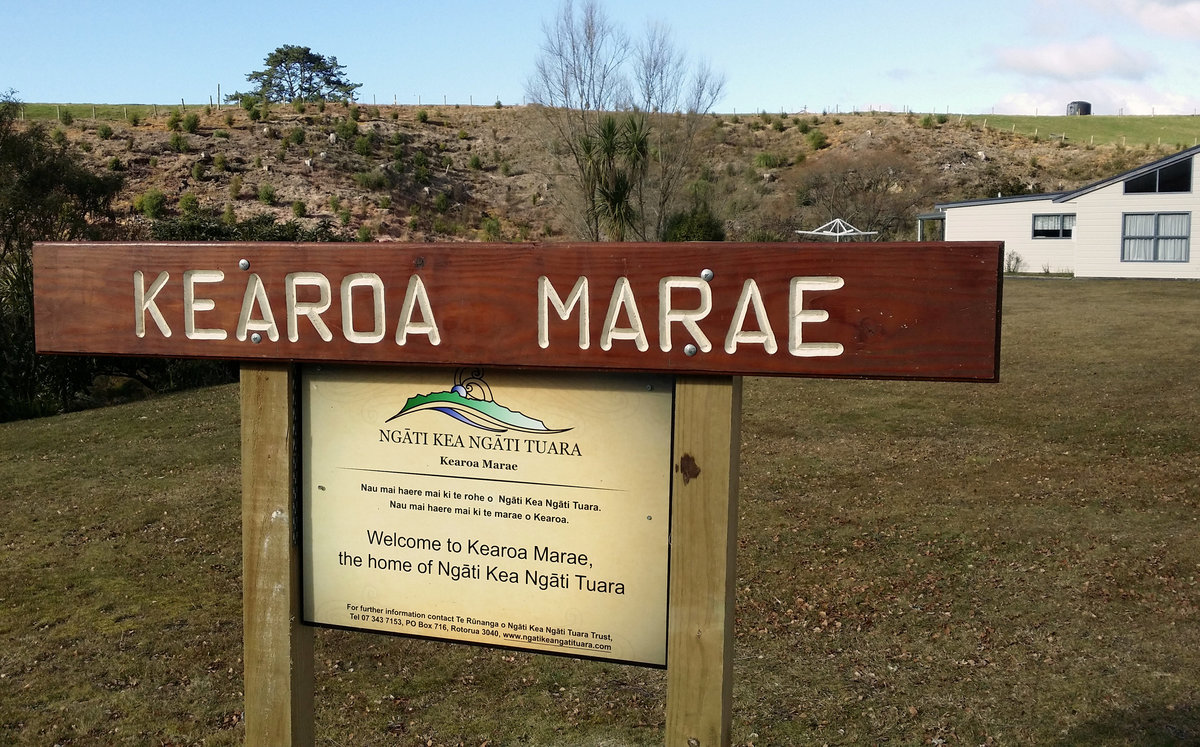 KEAROA MARAE
NGĀTI KEA NGĀTI TUARA
Kearoa Marae
Nau mai haere mai ki te rohe o Ngāti Kea Ngāti Tuara.
Nau mai haere mai ki te marae o Kearoa.
Welcome to Kearoa Marae,
the home of Ngāti Kea Ngāti Tuara
For further information contact Te Rūnanga o Ngāti Kea Ngāti Tuara Trust,
Tel 07 343 7153, PO Box 716, Rotorua 3040, www.ngatikeangatituara.com